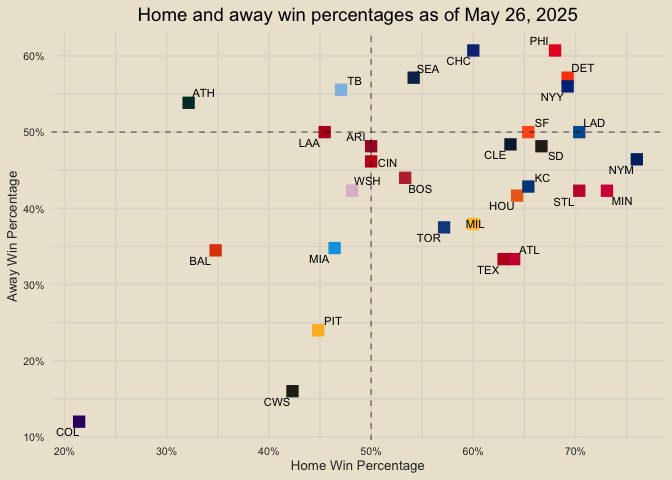 Home and away win percentages as of May 26, 2025
PHI
60%
CHC
SEA
DET
TB
ATH
NYY
SF
LAD
50%
LAA
ARI
CLE
SD
CIN
NYM
WSH
KC
BOS
40%
HOU
STL
MIN
MIL
TOR
ATL
BAL
MIA
TEX
30%
PIT
20%
CWS
COL
10%
20%
30%
40%
50%
60%
70%
Home Win Percentage
Away Win Percentage